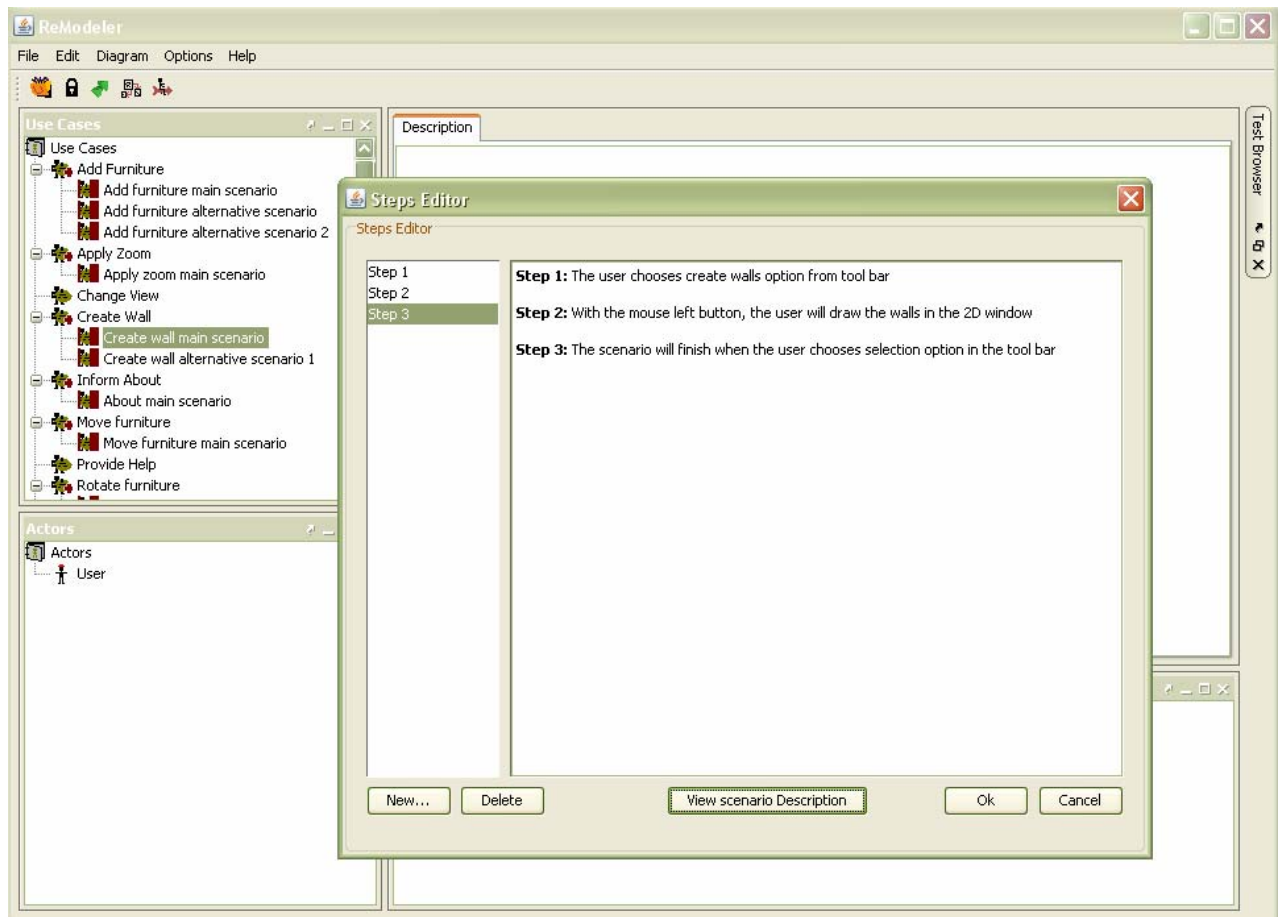 ReModeler
File Edit Diagram Options Help
Use Cases
Use Cases
Add Furniture
Add furniture main scenario
Add furniture alternative scenario
Add furniture alternative scenario 2
Apply Zoom
Apply zoom main scenario
Change View
Create Wall
Create wall main scenario
Create wall alternative scenario 1
Inform About
About main scenario
Move furniture
Move furniture main scenario
Provide Help
Rotate furniture
Actors
Actors
User
Description
Test Browser
Steps Editor
Steps Editor
Step 1
Step 2
Step 3
Step 1: The user chooses create walls option from tool bar
Step 2: With the mouse left button, the user will draw the walls in the 2D window
Step 3: The scenario will finish when the user chooses selection option in the tool bar
New... Delete View scenario Description Ok Cancel